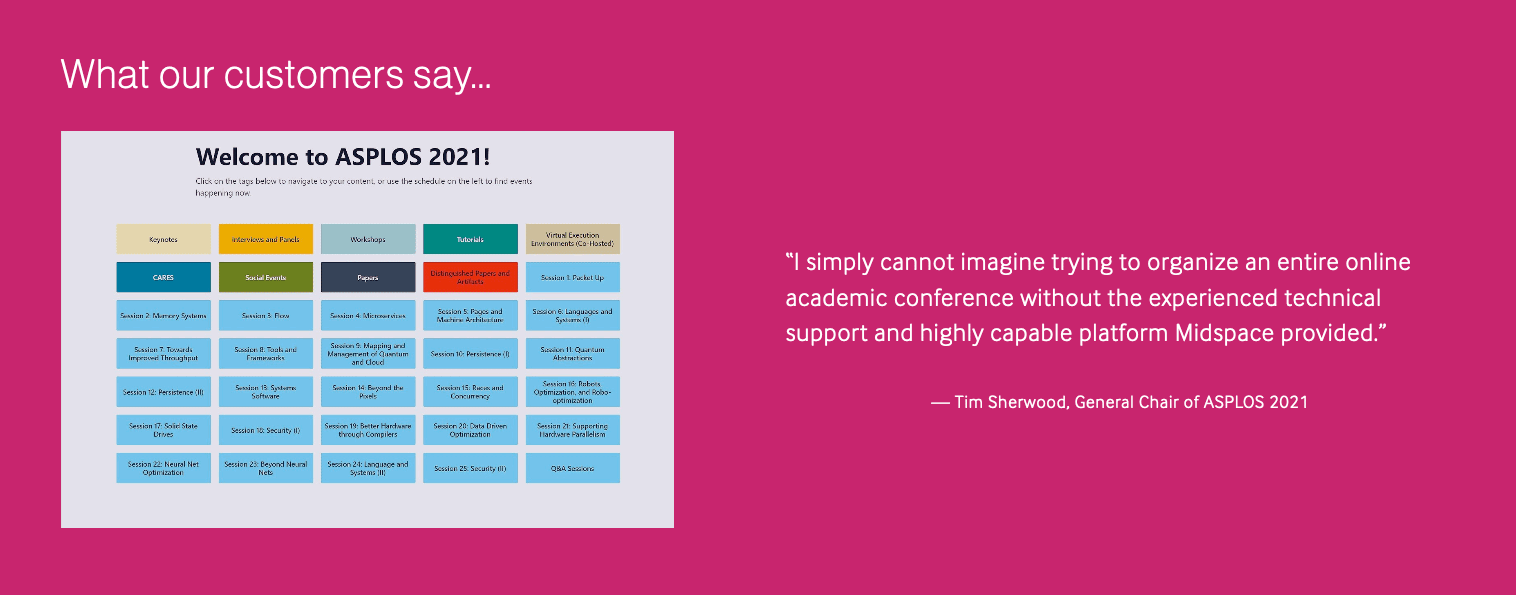 What our customers say...
Welcome to ASPLOS 2021!
Click on the tags below to navigate to your content, or use the schedule on the left to find events
happening now.
Keynotes
Interviews and Panels
Workshops
Tutorials
Virtual Execution
Environments (Co-Hosted)
CARES
Social Events
Papers
Distinguished Papers and
Artifacts
Session 1: Packet Up
Session 2: Memory Systems
Session 3: Flow
Session 4: Microservices
Session 5: Pages and
Machine Architecture
Session 6: Languages and
Systems (I)
Session 7: Towards
Improved Throughput
Session 8: Tools and
Frameworks
Session 9: Mapping and
Management of Quantum
and Cloud
Session 10: Persistence (I)
Session 11: Quantum
Abstractions
Session 12: Persistence (II)
Session 13: Systems
Software
Session 14: Beyond the
Pixels
Session 15: Races and
Concurrency
Session 16: Robots
Optimization, and Robo-
optimization
Session 17: Solid State
Drives
Session 18: Security (I)
Session 19: Better Hardware
through Compilers
Session 20: Data Driven
Optimization
Session 21: Supporting
Hardware Parallelism
Session 22: Neural Net
Optimization
Session 23: Beyond Neural
Nets
Session 24: Language and
Systems (II)
Session 25: Security (II)
Q&A Sessions
“I simply cannot imagine trying to organize an entire online
academic conference without the experienced technical
support and highly capable platform Midspace provided.”
— Tim Sherwood, General Chair of ASPLOS 2021